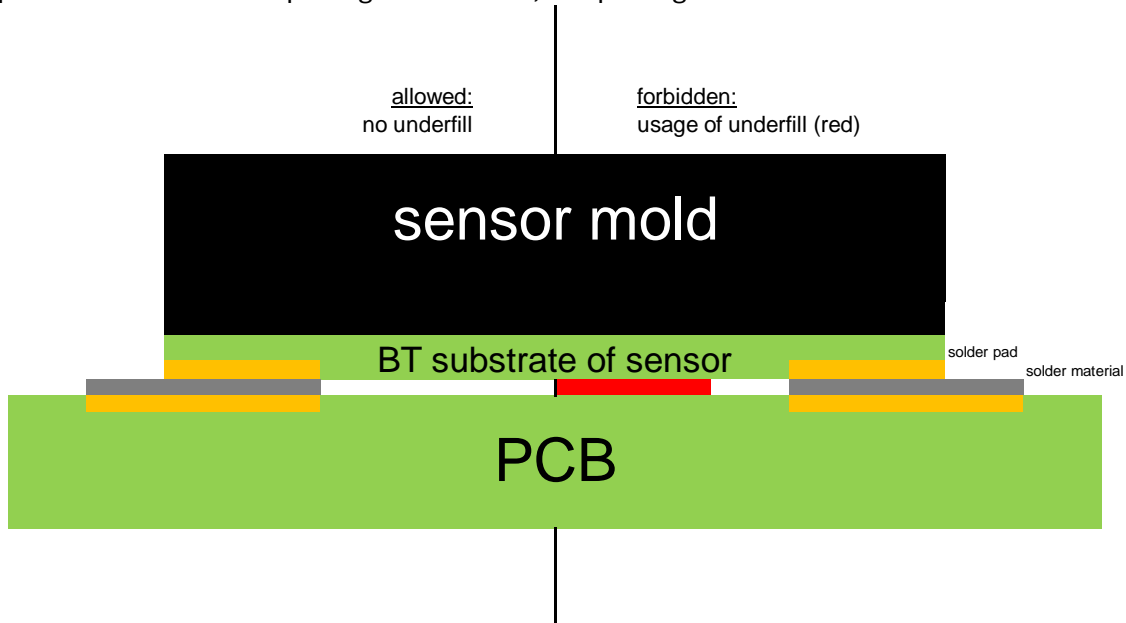 allowed:
no underfill
forbidden:
usage of underfill (red)
sensor mold
BT substrate of sensor
solder pad
solder material
PCB